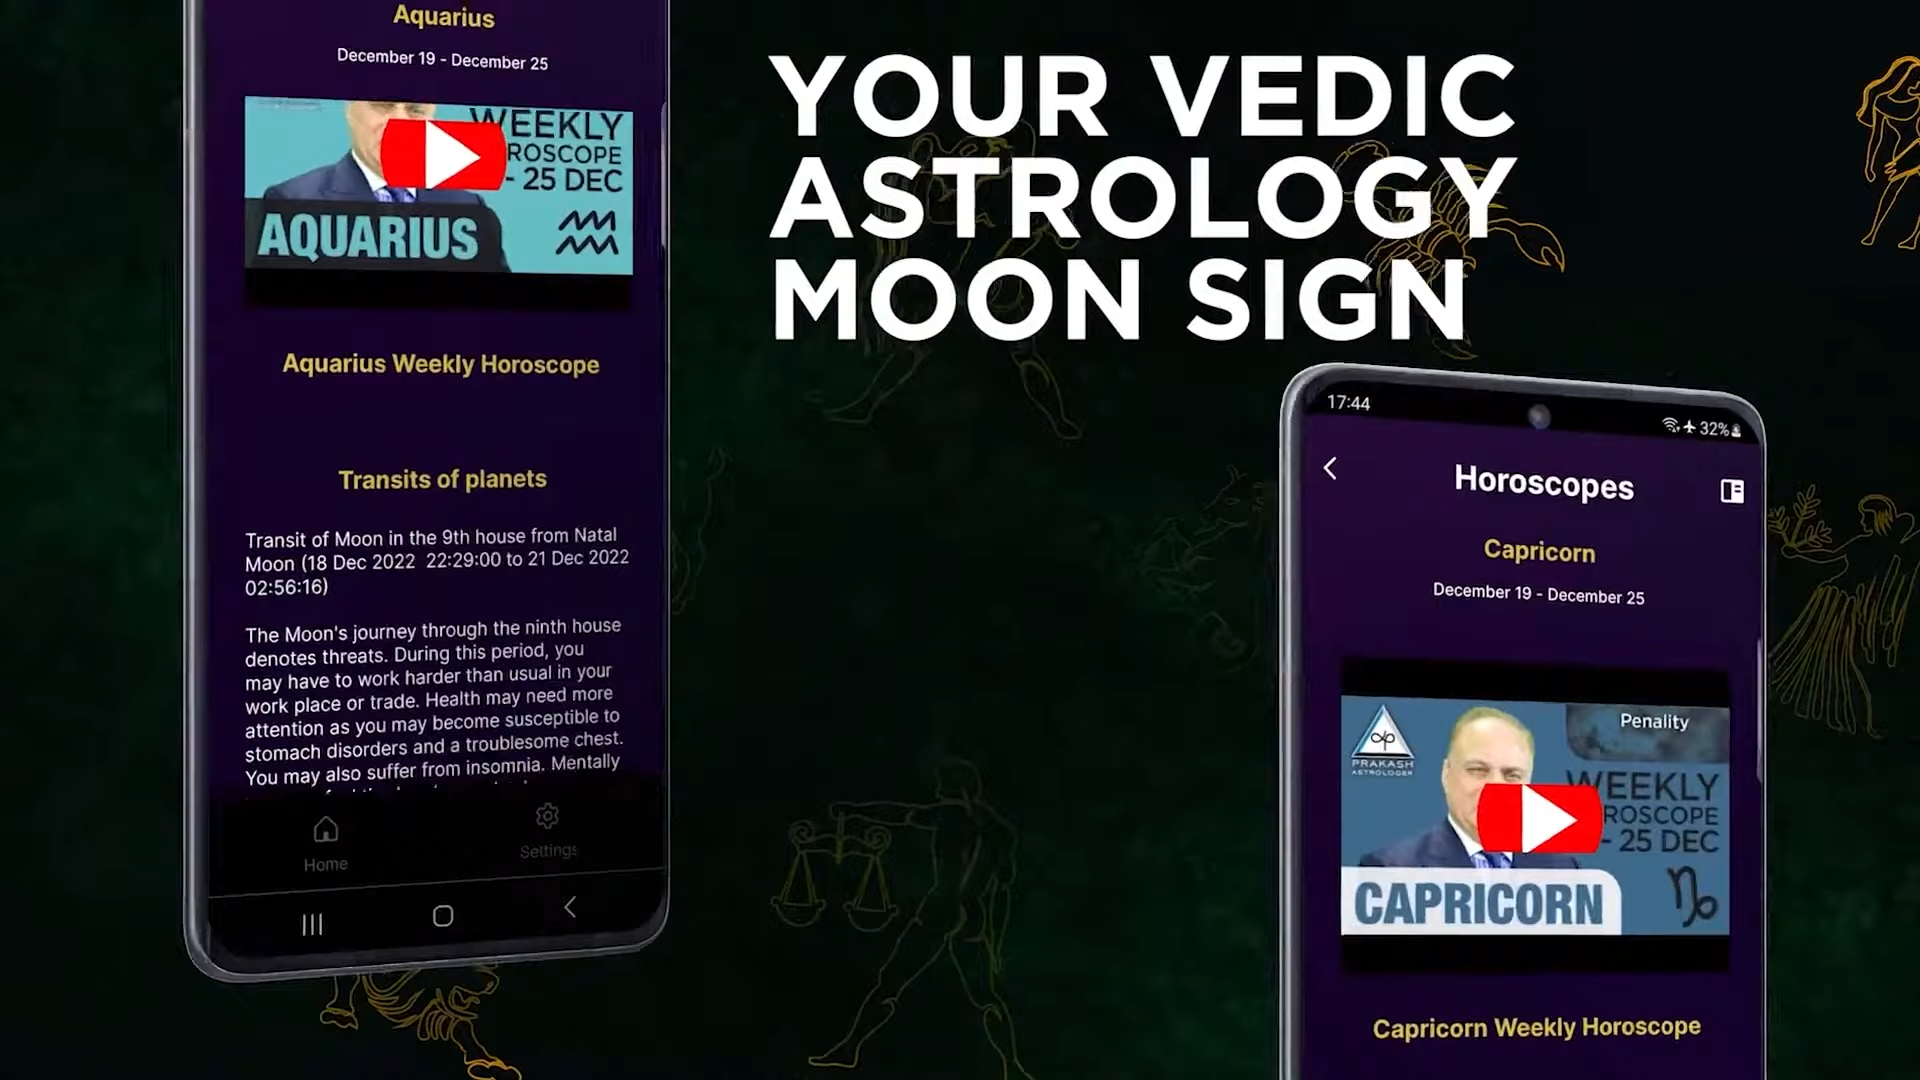 YOUR VEDIC
ASTROLOGY
MOON SIGN
Aquarius
December 19 - December 25
WEEKLY
ROSCOPE
- 25 DEC
AQUARIUS
Aquarius Weekly Horoscope
Transits of planets
Transit of Moon in the 9th house from Natal
Moon (18 Dec 2022 22:29:00 to 21 Dec 2022
02:56:16)
The Moon's journey through the ninth house
denotes threats. During this period, you
may have to work harder than usual in your
work place or trade. Health may need more
attention as you may become susceptible to
stomach disorders and a troublesome chest.
You may also suffer from insomnia. Mentally
Home
Settings
17:44
32%
Horoscopes
Capricorn
December 19 - December 25
PRAKASH
ASTROLOGER
Penality
WEEKLY
ROSCOPE
- 25 DEC
CAPRICORN
Capricorn Weekly Horoscope